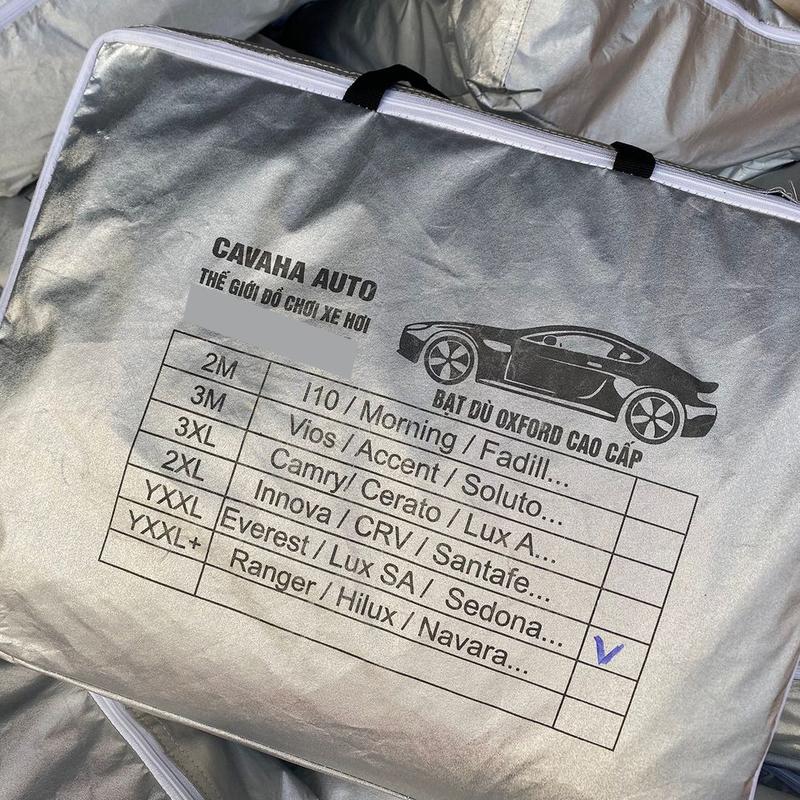 CAVAHA AUTO
THẾ GIỚI ĐỒ CHƠI XE HƠI
BẠT DÙ OXFORD CAO CẤP
2M I10 / Morning / Fadill...
3M Vios / Accent / Soluto...
3XL Camry/ Cerato / Lux A...
2XL Innova / CRV / Santafe...
YXXL Everest / Lux SA / Sedona...
YXXL+ Ranger / Hilux / Navara...
V